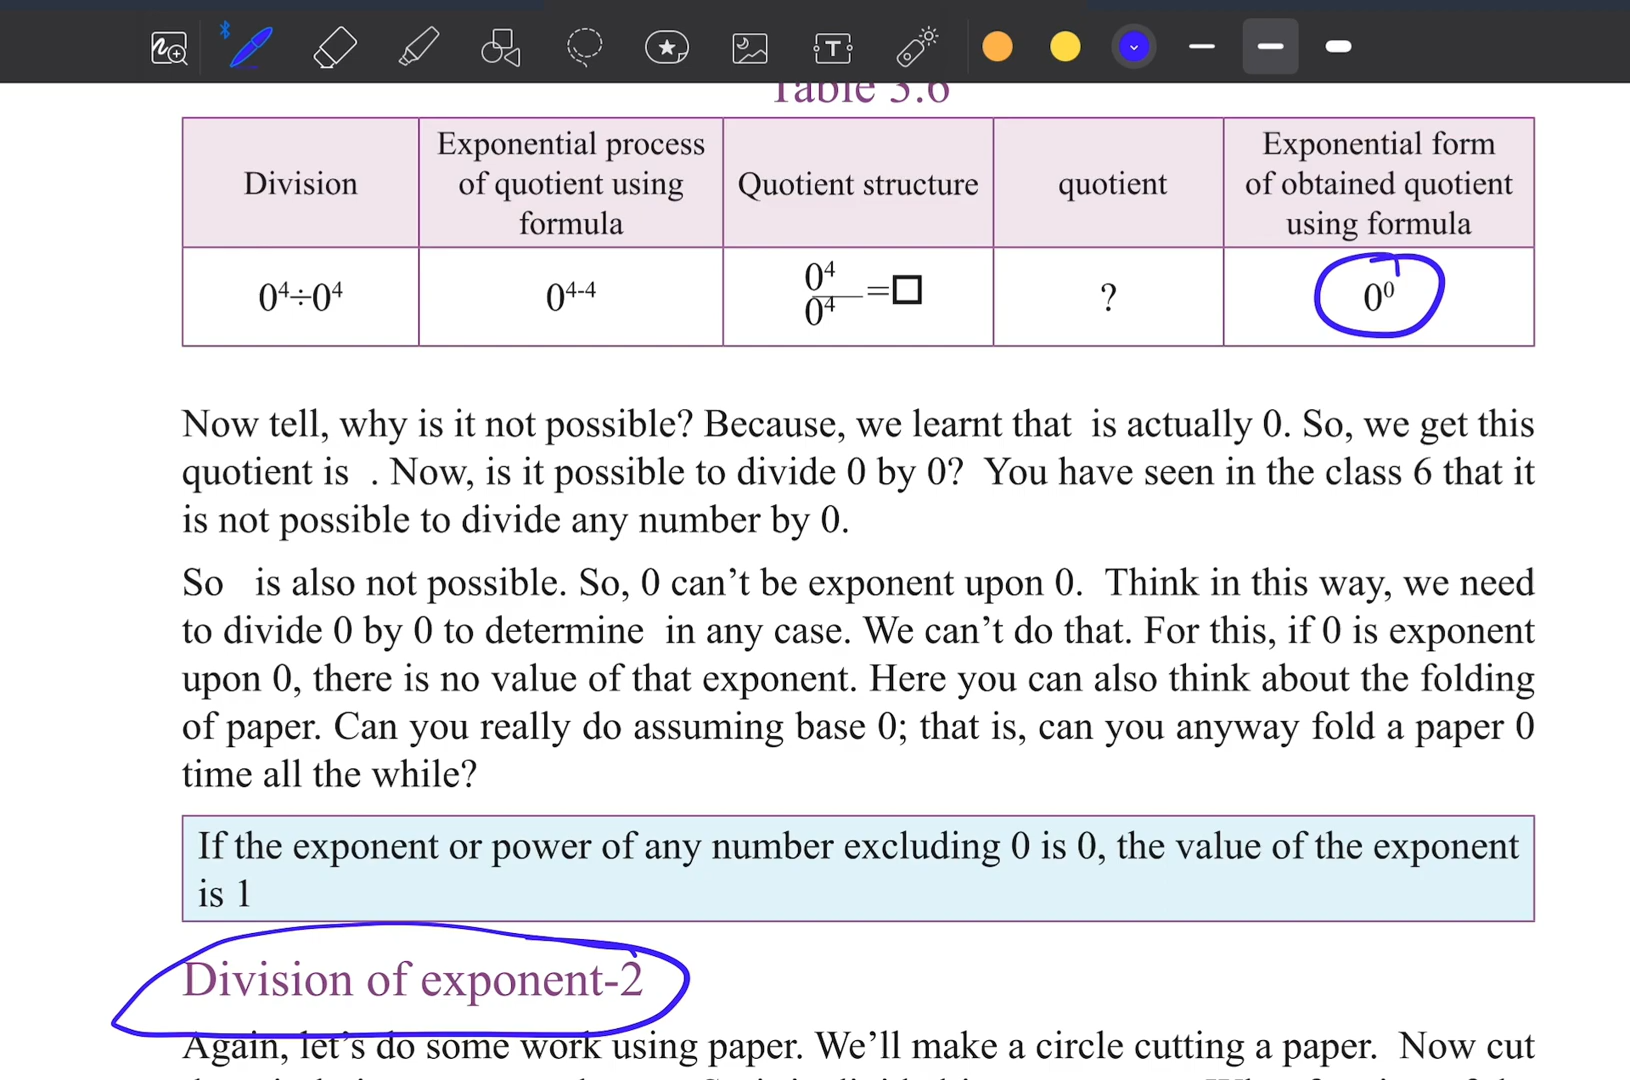 Table 3.6
Division
Exponential process
of quotient using
formula
Quotient structure
quotient
Exponential form
of obtained quotient
using formula
0⁴÷0⁴
0⁴⁻⁴
0⁴
0⁴
=□
?
0⁰
Now tell, why is it not possible? Because, we learnt that is actually 0. So, we get this
quotient is . Now, is it possible to divide 0 by 0? You have seen in the class 6 that it
is not possible to divide any number by 0.
So is also not possible. So, 0 can’t be exponent upon 0. Think in this way, we need
to divide 0 by 0 to determine in any case. We can’t do that. For this, if 0 is exponent
upon 0, there is no value of that exponent. Here you can also think about the folding
of paper. Can you really do assuming base 0; that is, can you anyway fold a paper 0
time all the while?
If the exponent or power of any number excluding 0 is 0, the value of the exponent
is 1
Division of exponent-2
Again, let’s do some work using paper. We’ll make a circle cutting a paper. Now cut